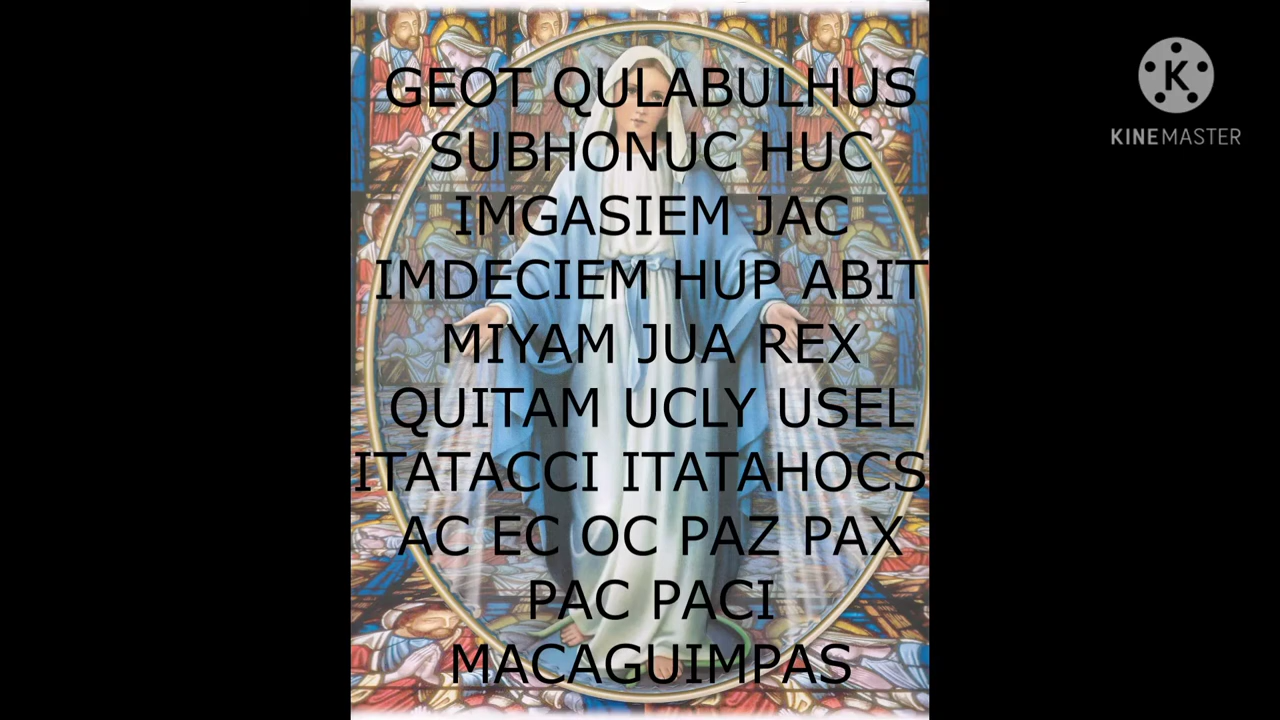 GEOT QULABULHUS
SUBHONUC HUC
IMGASIEM JAC
IMDECIEM HUP ABIT
MIYAM JUA REX
QUITAM UCLY USEL
ITATACCI ITATAHOCS
AC EC OC PAZ PAX
PAC PACI
MACAGUIMPAS
K
KINEMASTER